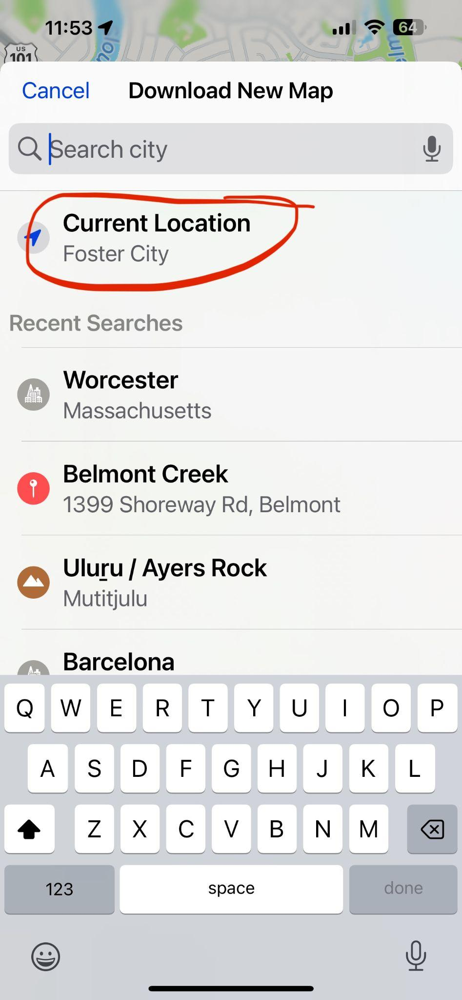 11:53
64
US
101
Cancel
Download New Map
Search city
Current Location
Foster City
Recent Searches
Worcester
Massachusetts
Belmont Creek
1399 Shoreway Rd, Belmont
Uluṟu / Ayers Rock
Mutitjulu
Barcelona
Q W E R T Y U I O P
A S D F G H J K L
Z X C V B N M
123 space done